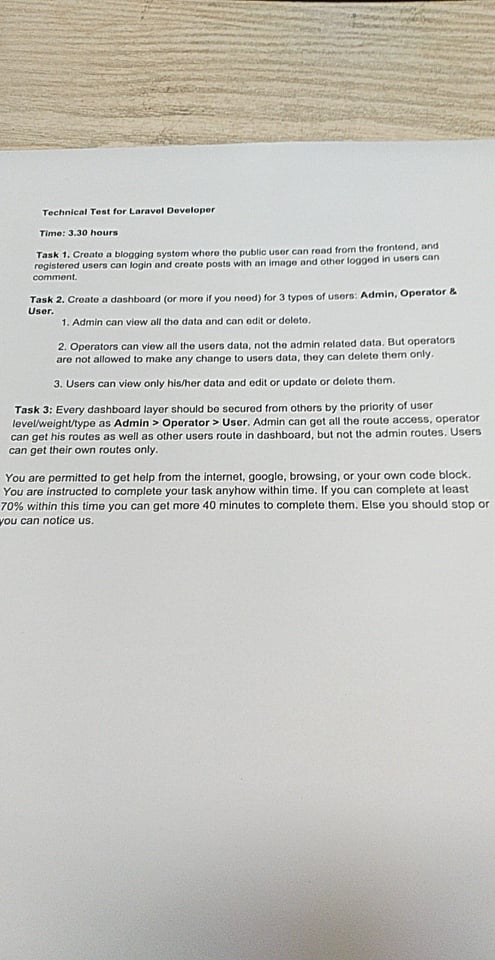 Technical Test for Laravel Developer
Time: 3.30 hours
Task 1. Create a blogging system where the public user can read from the frontend, and
registered users can login and create posts with an image and other logged in users can
comment.
Task 2. Create a dashboard (or more if you need) for 3 types of users: Admin, Operator &
User.
1. Admin can view all the data and can edit or delete.
2. Operators can view all the users data, not the admin related data. But operators
are not allowed to make any change to users data, they can delete them only.
3. Users can view only his/her data and edit or update or delete them.
Task 3: Every dashboard layer should be secured from others by the priority of user
level/weight/type as Admin > Operator > User. Admin can get all the route access, operator
can get his routes as well as other users route in dashboard, but not the admin routes. Users
can get their own routes only.
You are permitted to get help from the internet, google, browsing, or your own code block.
You are instructed to complete your task anyhow within time. If you can complete at least
70% within this time you can get more 40 minutes to complete them. Else you should stop or
you can notice us.